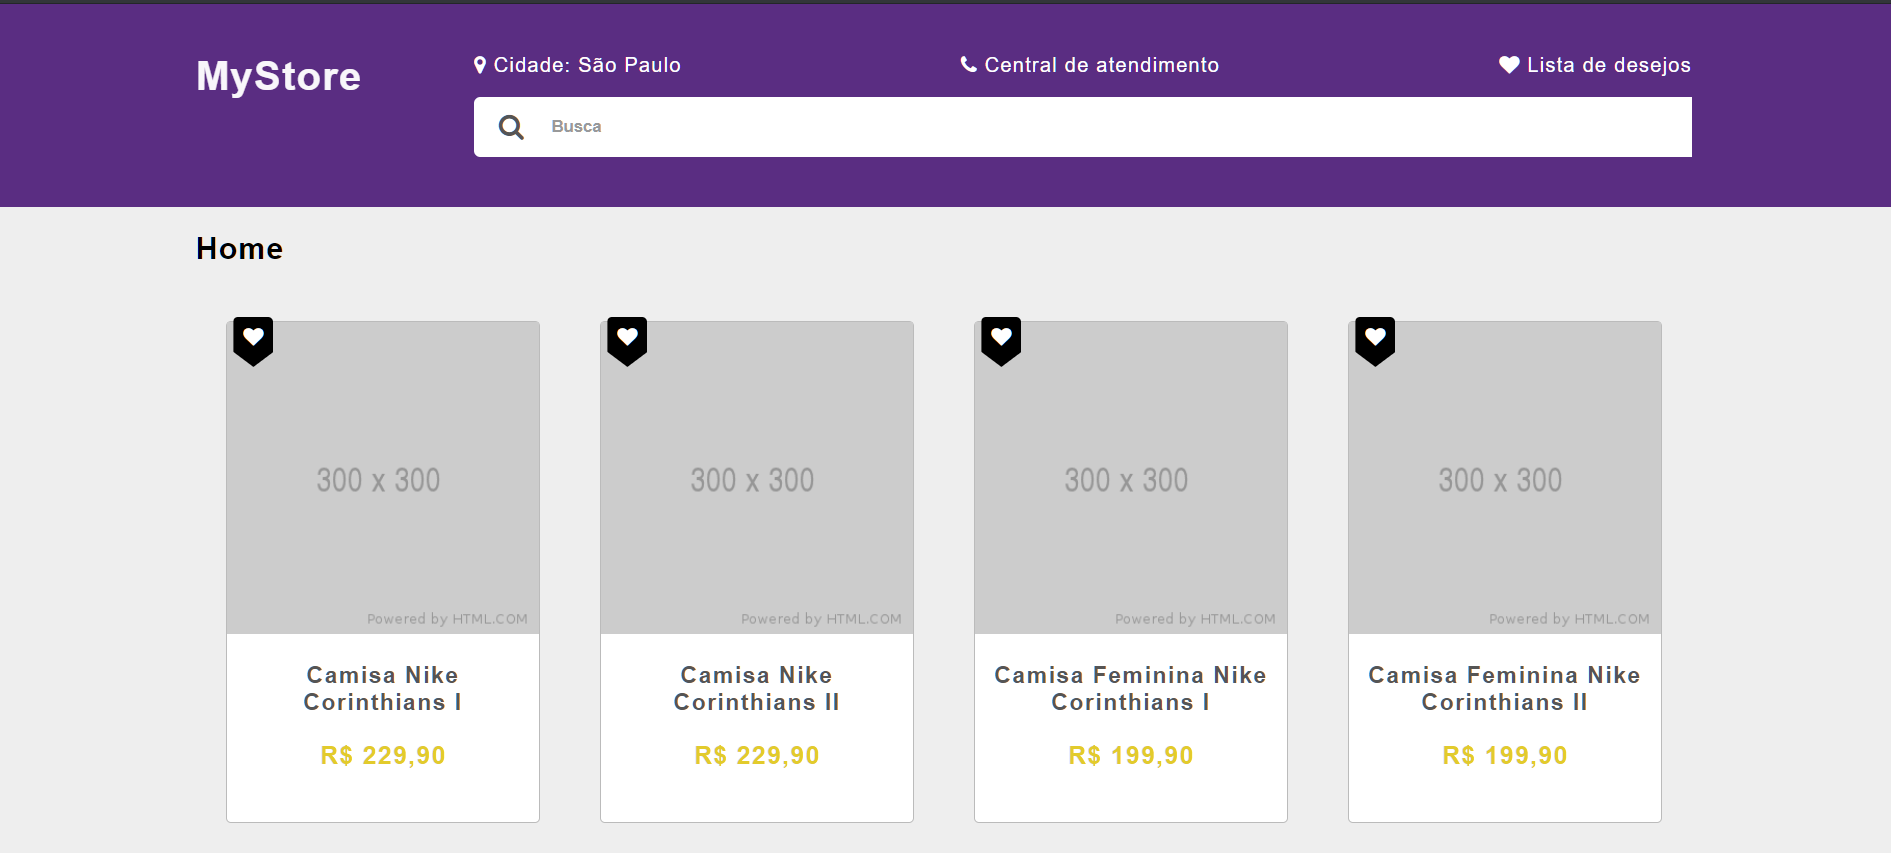 MyStore
Cidade: São Paulo
Central de atendimento
Lista de desejos
Busca
Home
300 x 300
Powered by HTML.COM
Camisa Nike
Corinthians I
R$ 229,90
300 x 300
Powered by HTML.COM
Camisa Nike
Corinthians II
R$ 229,90
300 x 300
Powered by HTML.COM
Camisa Feminina Nike
Corinthians I
R$ 199,90
300 x 300
Powered by HTML.COM
Camisa Feminina Nike
Corinthians II
R$ 199,90